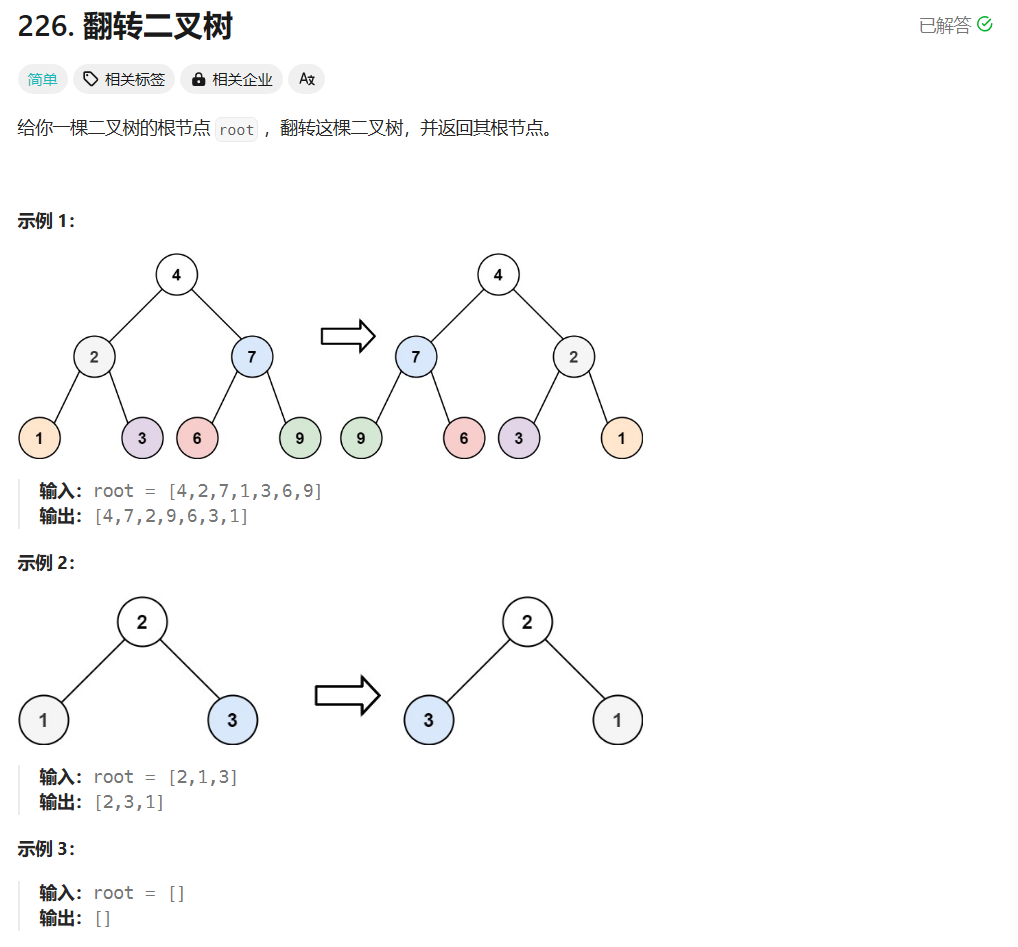 226. 翻转二叉树
已解答
简单 相关标签 相关企业 Ax
给你一棵二叉树的根节点 root ，翻转这棵二叉树，并返回其根节点。
示例 1：
4 4
2 7 7 2
1 3 6 9 9 6 3 1
输入：root = [4,2,7,1,3,6,9]
输出：[4,7,2,9,6,3,1]
示例 2：
2 2
1 3 3 1
输入：root = [2,1,3]
输出：[2,3,1]
示例 3：
输入：root = []
输出：[]